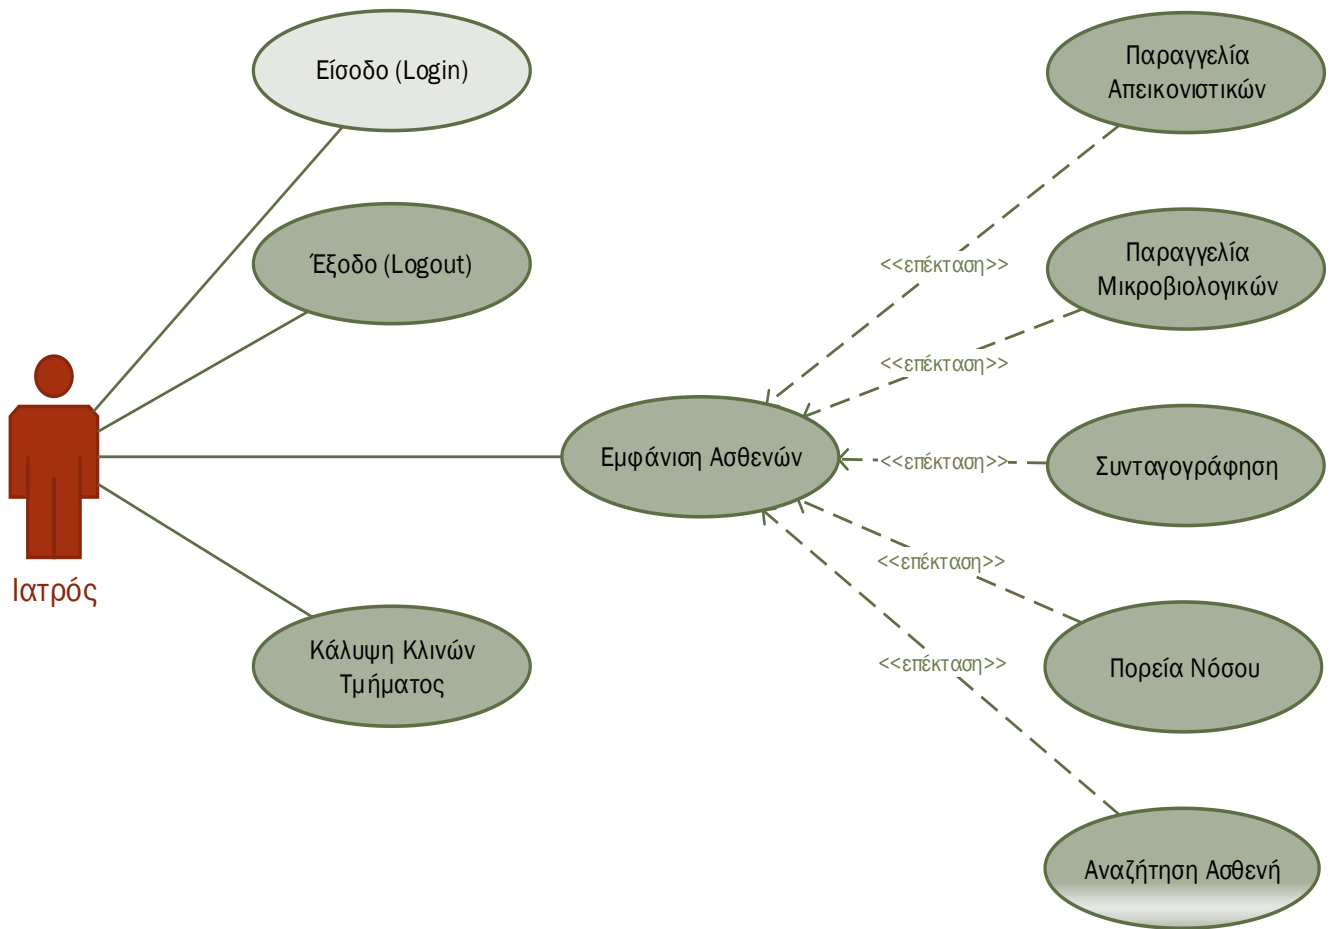 Είσοδο (Login)
Έξοδο (Logout)
Ιατρός
Κάλυψη Κλινών
Τμήματος
Εμφάνιση Ασθενών
<<επέκταση>>
<<επέκταση>>
<<επέκταση>>
<<επέκταση>>
<<επέκταση>>
Παραγγελία
Απεικονιστικών
Παραγγελία
Μικροβιολογικών
Συνταγογράφηση
Πορεία Νόσου
Αναζήτηση Ασθενή